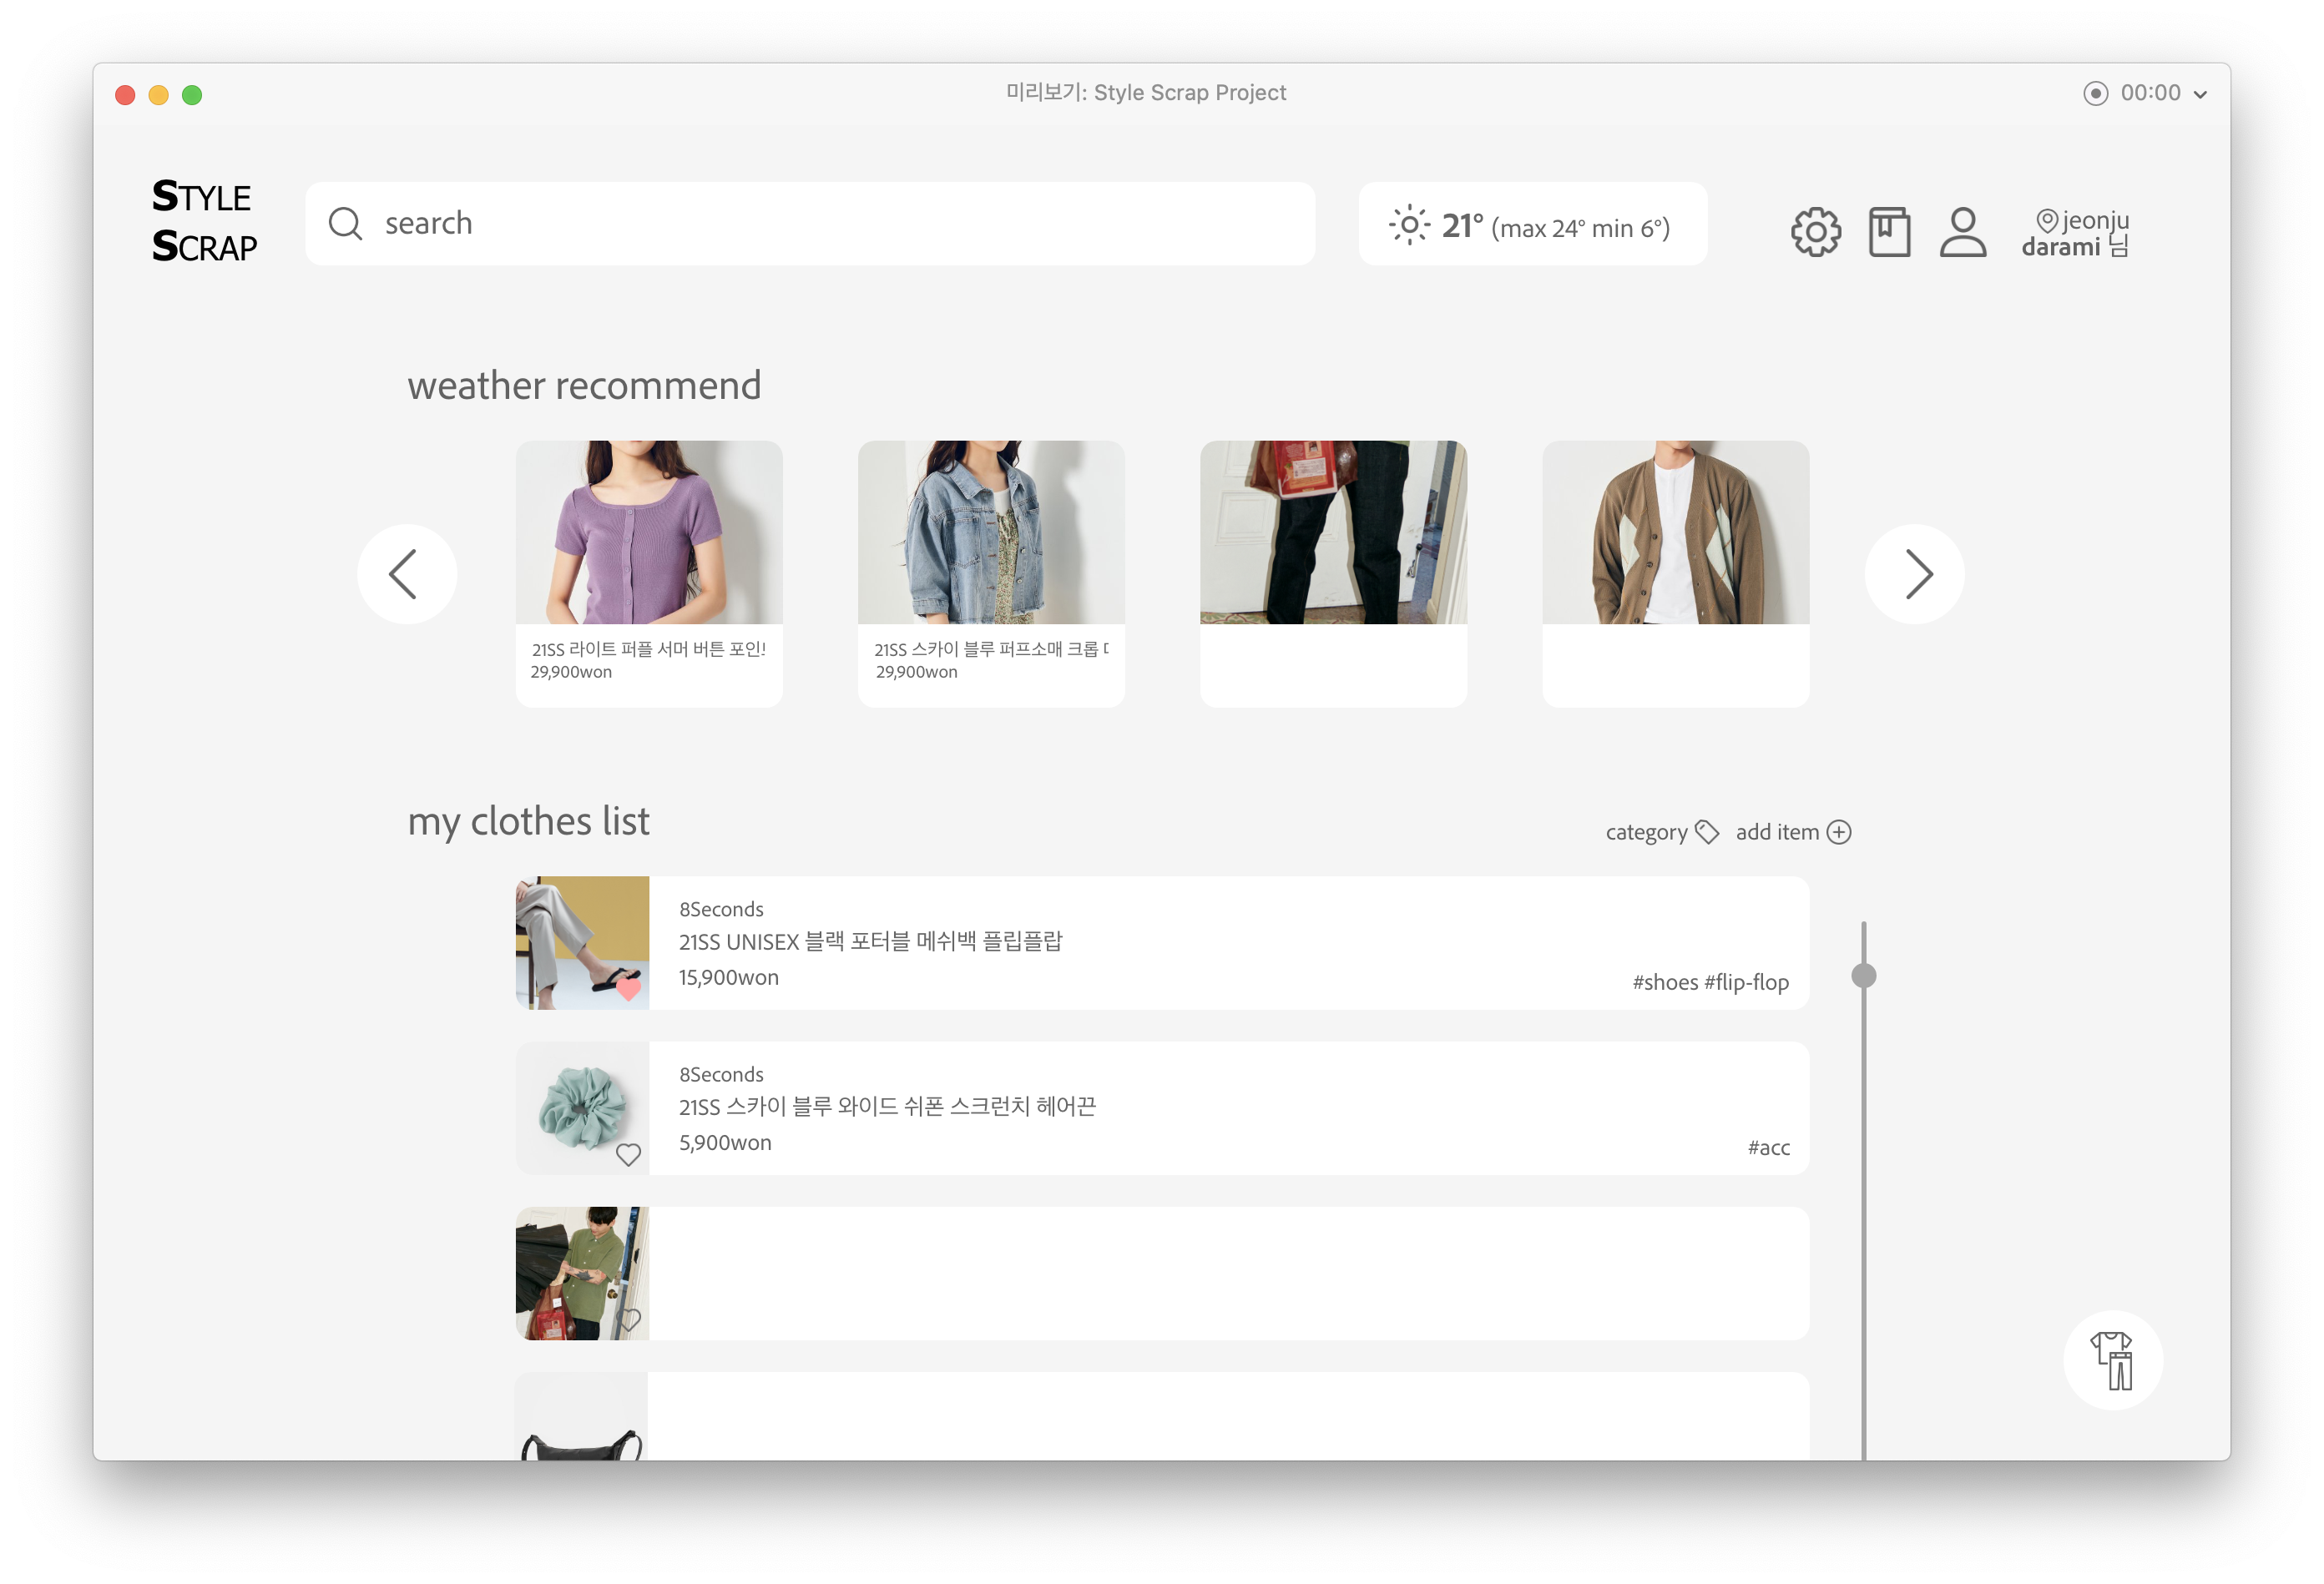 미리보기: Style Scrap Project
00:00
STYLE
SCRAP
search
21° (max 24° min 6°)
jeonju
darami 님
weather recommend
21SS 라이트 퍼플 서머 버튼 포인트
29,900won
21SS 스카이 블루 퍼프소매 크롭
29,900won
my clothes list
category
add item
8Seconds
21SS UNISEX 블랙 포터블 메쉬백 플립플랍
15,900won
#shoes #flip-flop
8Seconds
21SS 스카이 블루 와이드 쉬폰 스크런치 헤어끈
5,900won
#acc